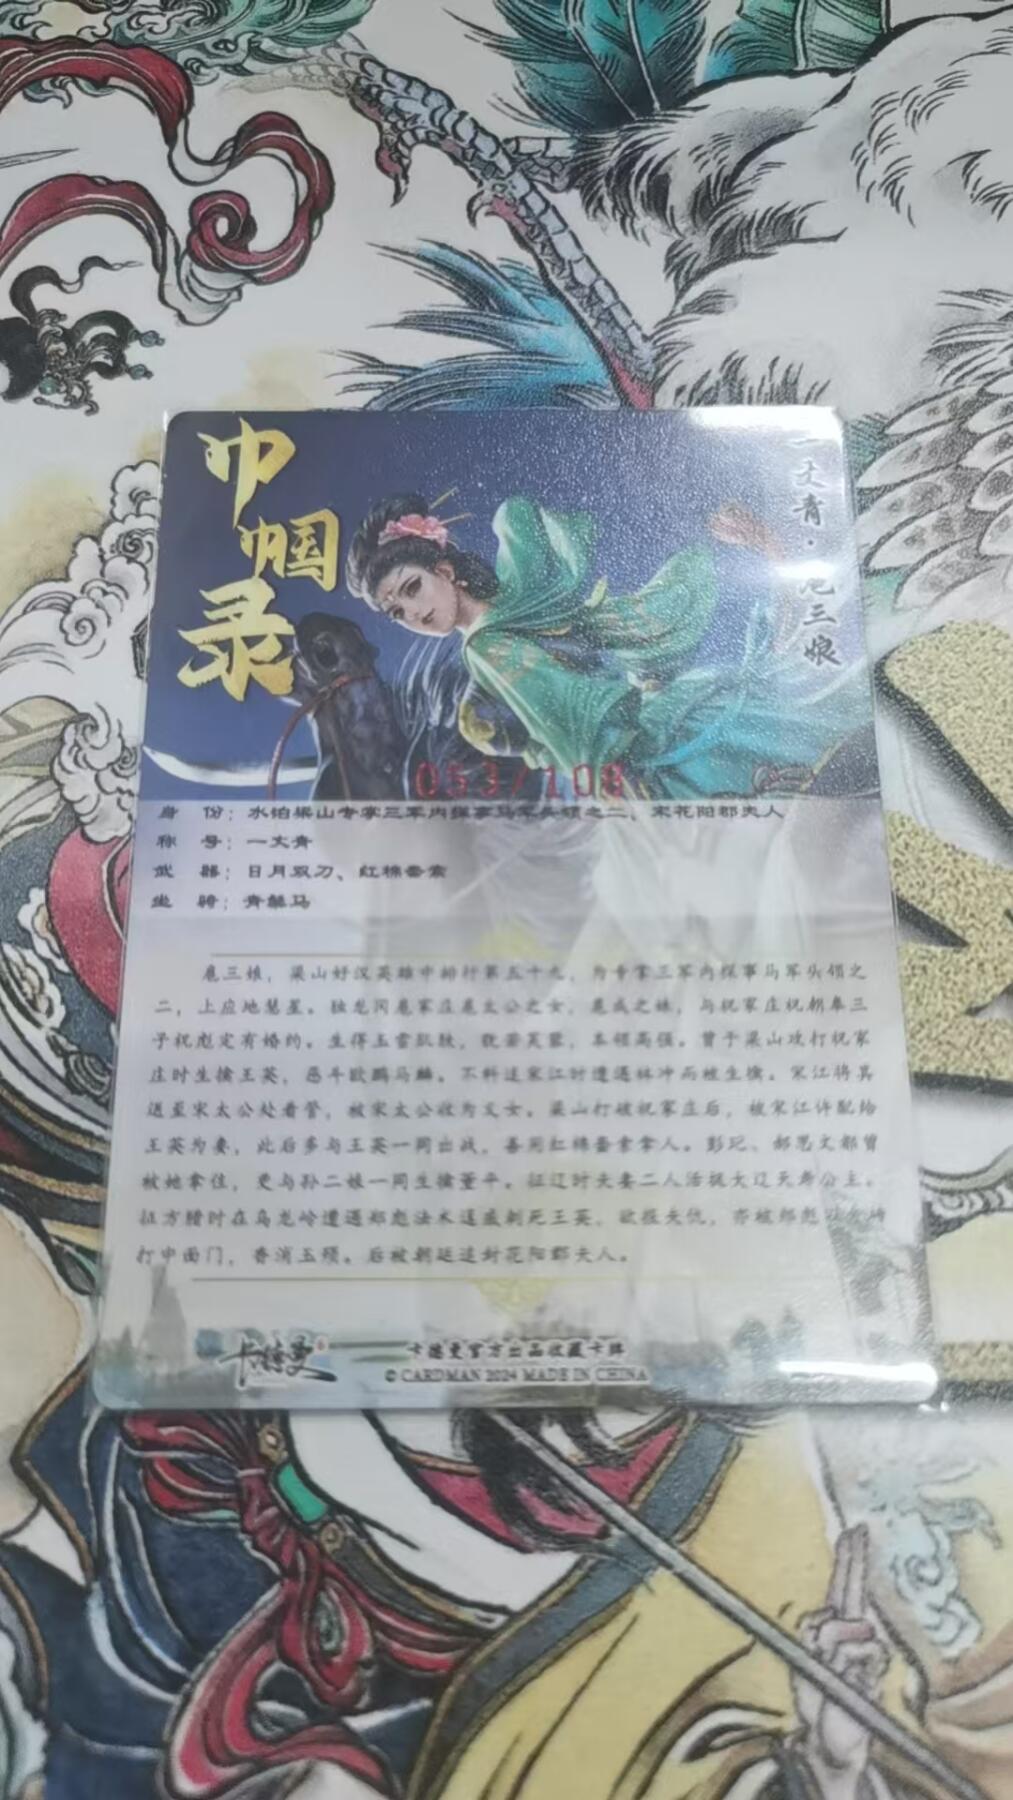 巾帼录
一丈青·扈三娘
053/108
身 份：水泊梁山专掌三军内探事马军头领之二、宋花阳郡夫人
称 号：一丈青
武 器：日月双刀、红棉套索
坐 骑：青鬃马
扈三娘，梁山好汉英雄中排行第五十九，为专掌三军内探事马军头领之
二，上应地慧星。独龙冈扈家庄扈太公之女，扈成之妹，与祝家庄祝朝奉三
子祝彪定有婚约。生得玉雪肌肤，貌若芙蓉，本领高强。曾于梁山攻打祝家
庄时生擒王英，恶斗欧鹏马麟。不料追宋江时遭遇林冲而被生擒。宋江将其
送至宋太公处看管，被宋太公收为义女。梁山打破祝家庄后，被宋江许配给
王英为妻，此后多与王英一同出战，善用红棉套索拿人。彭玘、郝思文都曾
被她拿住，更与孙二娘一同生擒董平。征辽时夫妻二人活捉大辽天寿公主。
征方腊时在乌龙岭遭遇郑彪法术迷惑刺死王英，欲报夫仇，亦被郑彪
打中面门，香消玉殒。后被朝廷追封花阳郡夫人。
卡德曼
卡德曼官方出品收藏卡牌
© CARDMAN 2024 MADE IN CHINA